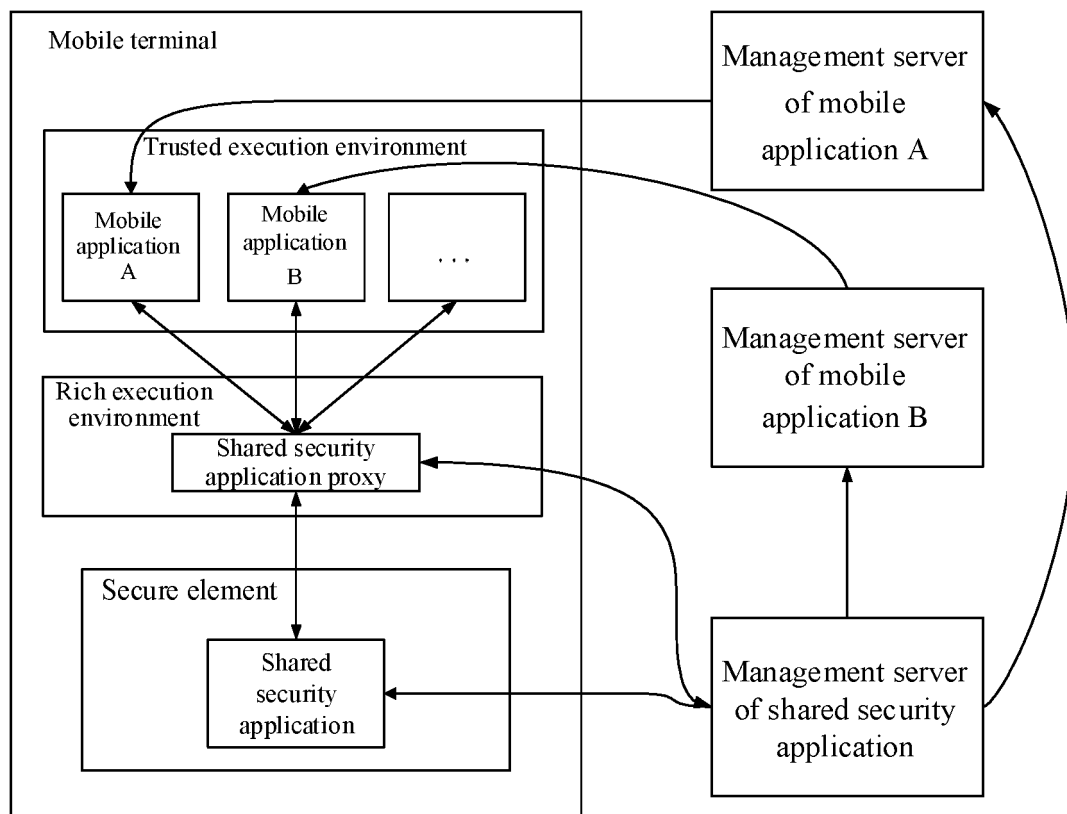 Mobile terminal
Trusted execution environment
Mobile
application
A
Mobile
application
B
...
Rich execution
environment
Shared security
application proxy
Secure element
Shared
security
application
Management server
of mobile
application A
Management server
of mobile
application B
Management server
of shared security
application